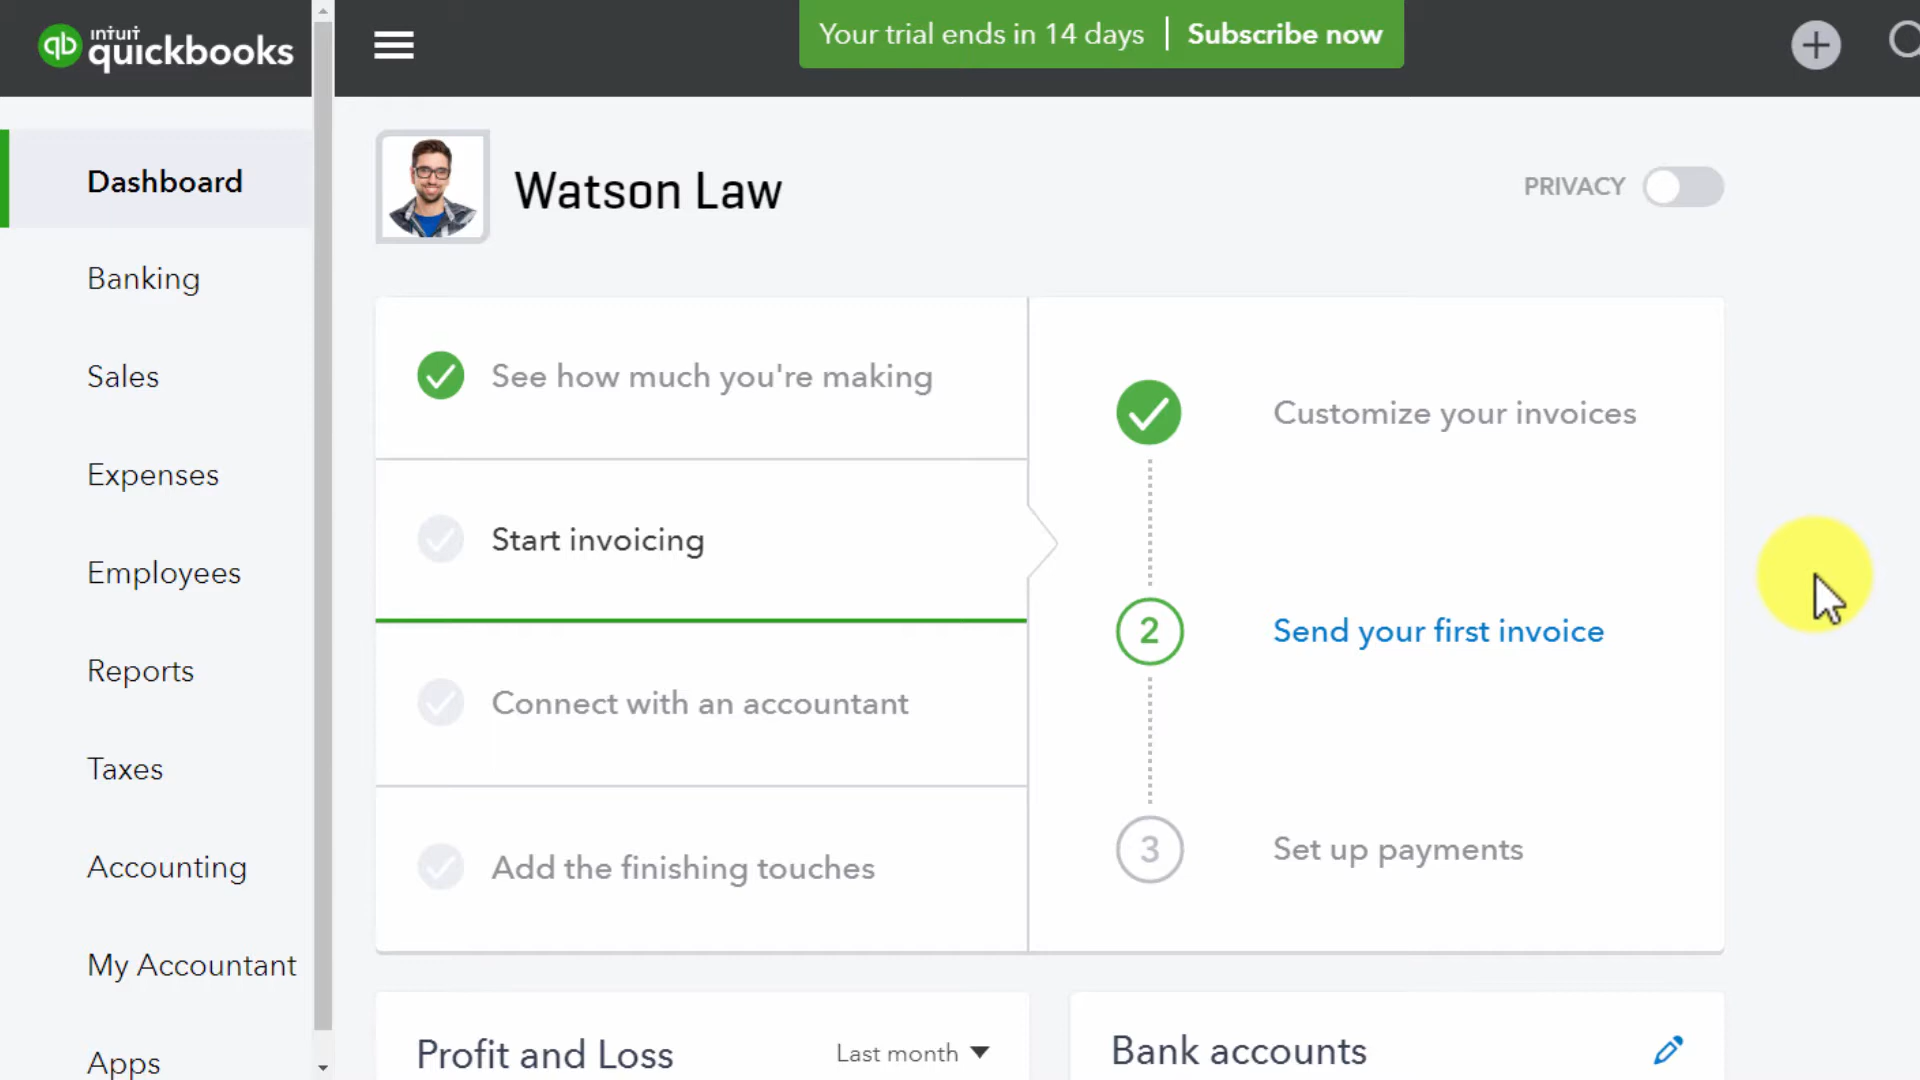 intuit
quickbooks
Your trial ends in 14 days | Subscribe now
Dashboard
Banking
Sales
Expenses
Employees
Reports
Taxes
Accounting
My Accountant
Apps
Watson Law
PRIVACY
See how much you're making
Start invoicing
Connect with an accountant
Add the finishing touches
Customize your invoices
2 Send your first invoice
3 Set up payments
Profit and Loss
Last month
Bank accounts